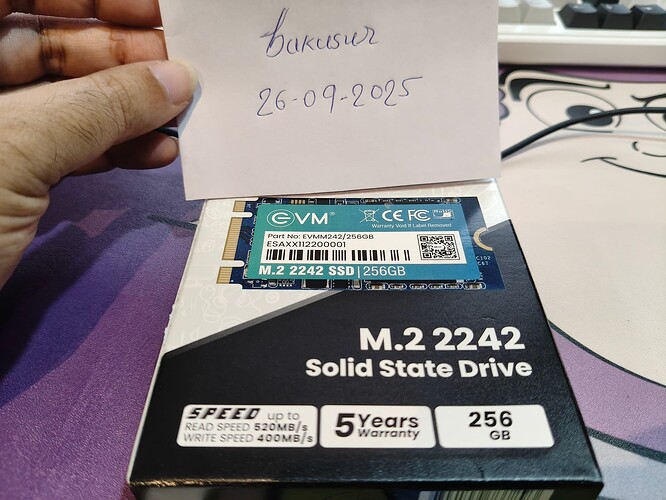 bakusur
26-09-2025
EVM
CE FC
Warranty Void If Label Removed
Part No: EVMM242/256GB
ESAXX112200001
M.2 2242 SSD | 256GB
M.2 2242
Solid State Drive
SPEED up to
READ SPEED 520MB/s
WRITE SPEED 400MB/s
5 Years
Warranty
256
GB